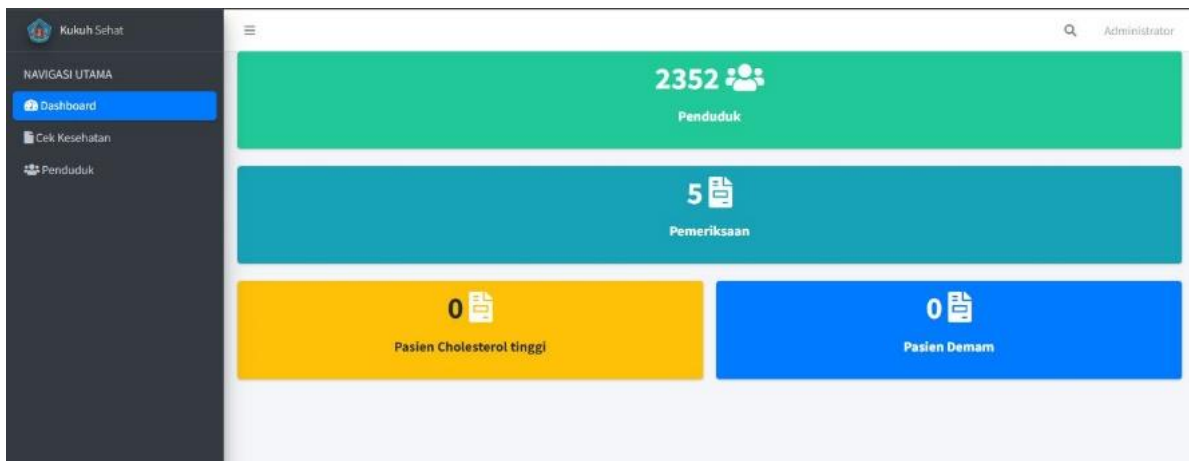 Kukuh Sehat
Administrator
NAVIGASI UTAMA
Dashboard
Cek Kesehatan
Penduduk
2352
Penduduk
5
Pemeriksaan
0
Pasien Cholesterol tinggi
0
Pasien Demam